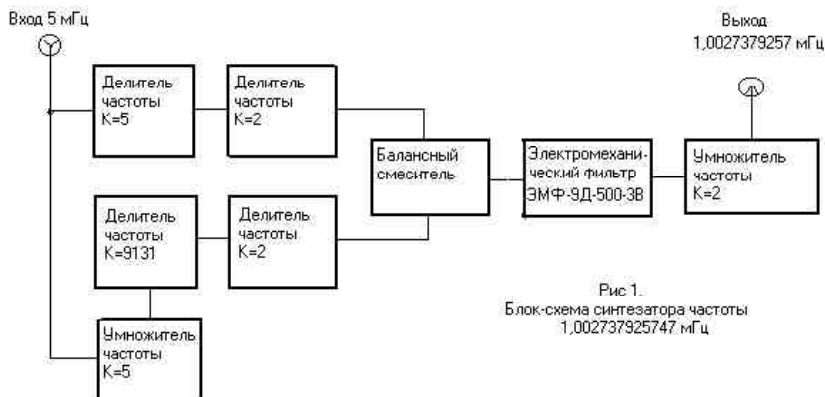 Вход 5 мГц
Выход
1,0027379257 мГц
Делитель
частоты
К=5
Делитель
частоты
К=2
Балансный
смеситель
Электромехани-
ический фильтр
ЭМФ-9Д-500-3В
Умножитель
частоты
К=2
Делитель
частоты
К=9131
Делитель
частоты
К=2
Умножитель
частоты
К=5
Рис 1.
Блок-схема синтезатора частоты
1,002737925747 мГц